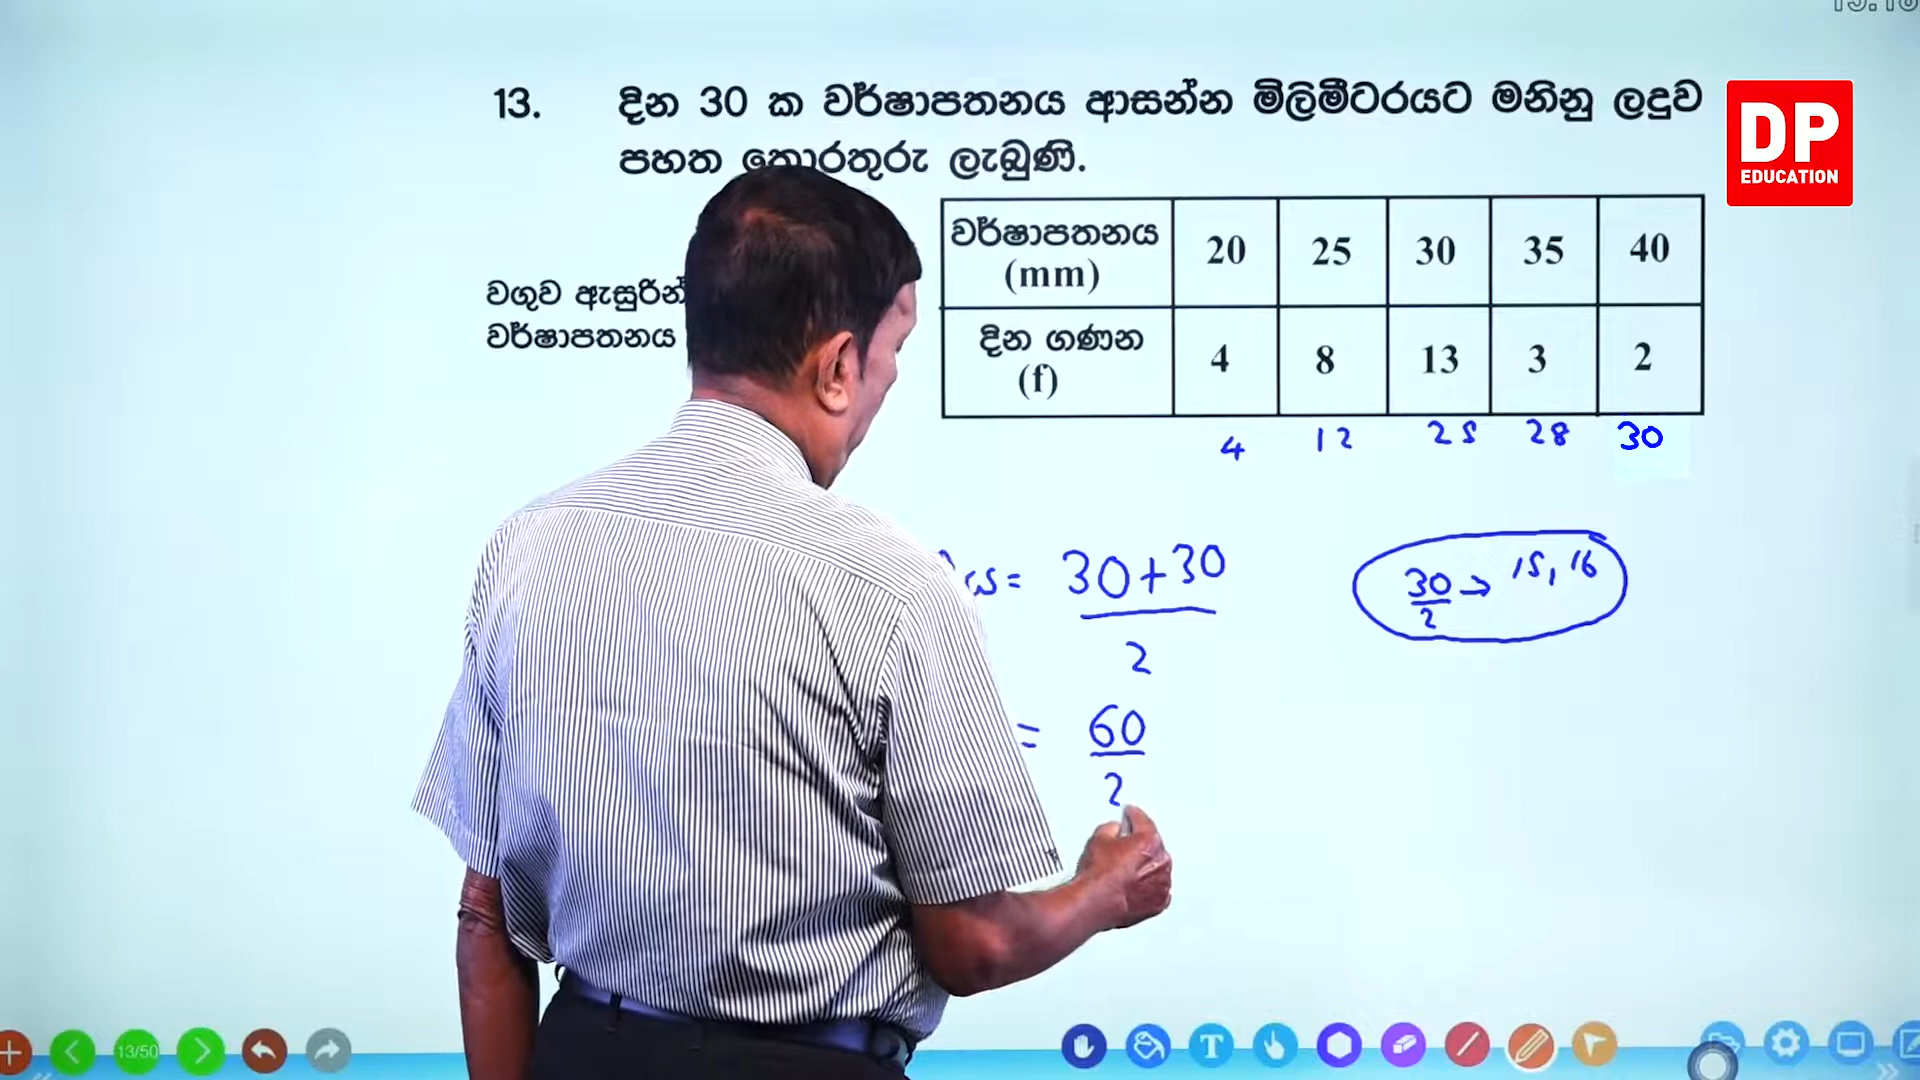 13. දින 30 ක වර්ෂාපතනය ආසන්න මිලිමීටරයට මනිනු ලදුව
පහත තොරතුරු ලැබුණි.
DP
EDUCATION
වර්ෂාපතනය (mm) 20 25 30 35 40
දින ගණන (f) 4 8 13 3 2
4 12 25 28 30
වගුව ඇසුරින්
වර්ෂාපතනය
= 30+30
2
30/2 → 15, 16
= 60
2
13/50